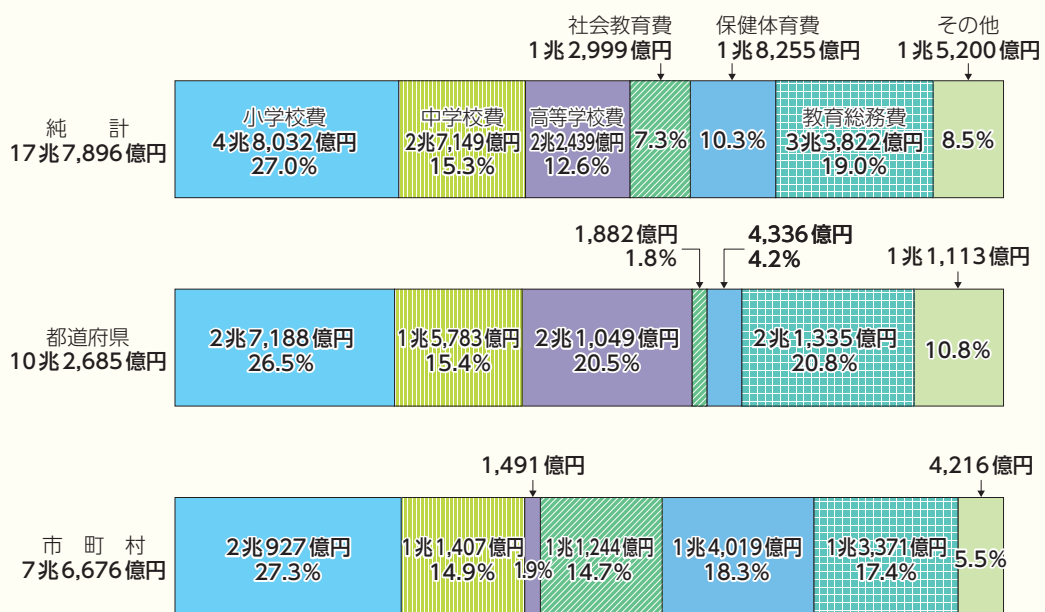 社会教育費
1兆2,999億円
保健体育費
1兆8,255億円
その他
1兆5,200億円
純　計
17兆7,896億円
小学校費
4兆8,032億円
27.0%
中学校費
2兆7,149億円
15.3%
高等学校費
2兆2,439億円
12.6%
7.3%
10.3%
教育総務費
3兆3,822億円
19.0%
8.5%
1,882億円
1.8%
4,336億円
4.2%
1兆1,113億円
都道府県
10兆2,685億円
2兆7,188億円
26.5%
1兆5,783億円
15.4%
2兆1,049億円
20.5%
2兆1,335億円
20.8%
10.8%
1,491億円
4,216億円
市　町　村
7兆6,676億円
2兆927億円
27.3%
1兆1,407億円
14.9%
1.9%
1兆1,244億円
14.7%
1兆4,019億円
18.3%
1兆3,371億円
17.4%
5.5%